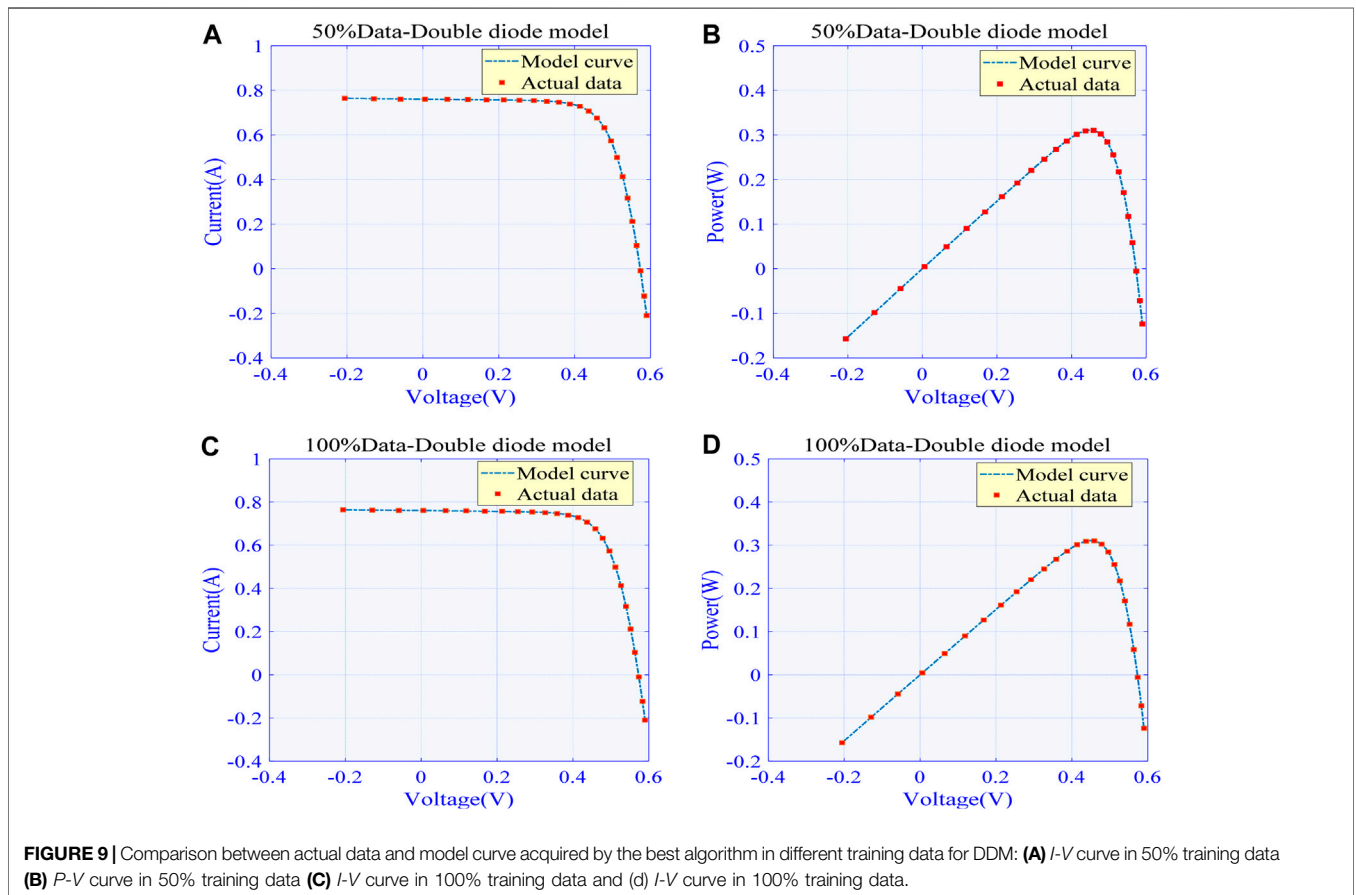 A
50%Data-Double diode model
1
0.8
0.6
0.4
0.2
0
-0.2
-0.4
Current(A)
-0.4 -0.2 0 0.2 0.4 0.6
Voltage(V)
Model curve
Actual data
B
50%Data-Double diode model
0.5
0.4
0.3
0.2
0.1
0
-0.1
-0.2
Power(W)
-0.4 -0.2 0 0.2 0.4 0.6
Voltage(V)
Model curve
Actual data
C
100%Data-Double diode model
1
0.8
0.6
0.4
0.2
0
-0.2
-0.4
Current(A)
-0.4 -0.2 0 0.2 0.4 0.6
Voltage(V)
Model curve
Actual data
D
100%Data-Double diode model
0.5
0.4
0.3
0.2
0.1
0
-0.1
-0.2
Power(W)
-0.4 -0.2 0 0.2 0.4 0.6
Voltage(V)
Model curve
Actual data
FIGURE 9 | Comparison between actual data and model curve acquired by the best algorithm in different training data for DDM: (A) I-V curve in 50% training data
(B) P-V curve in 50% training data (C) I-V curve in 100% training data and (d) I-V curve in 100% training data.